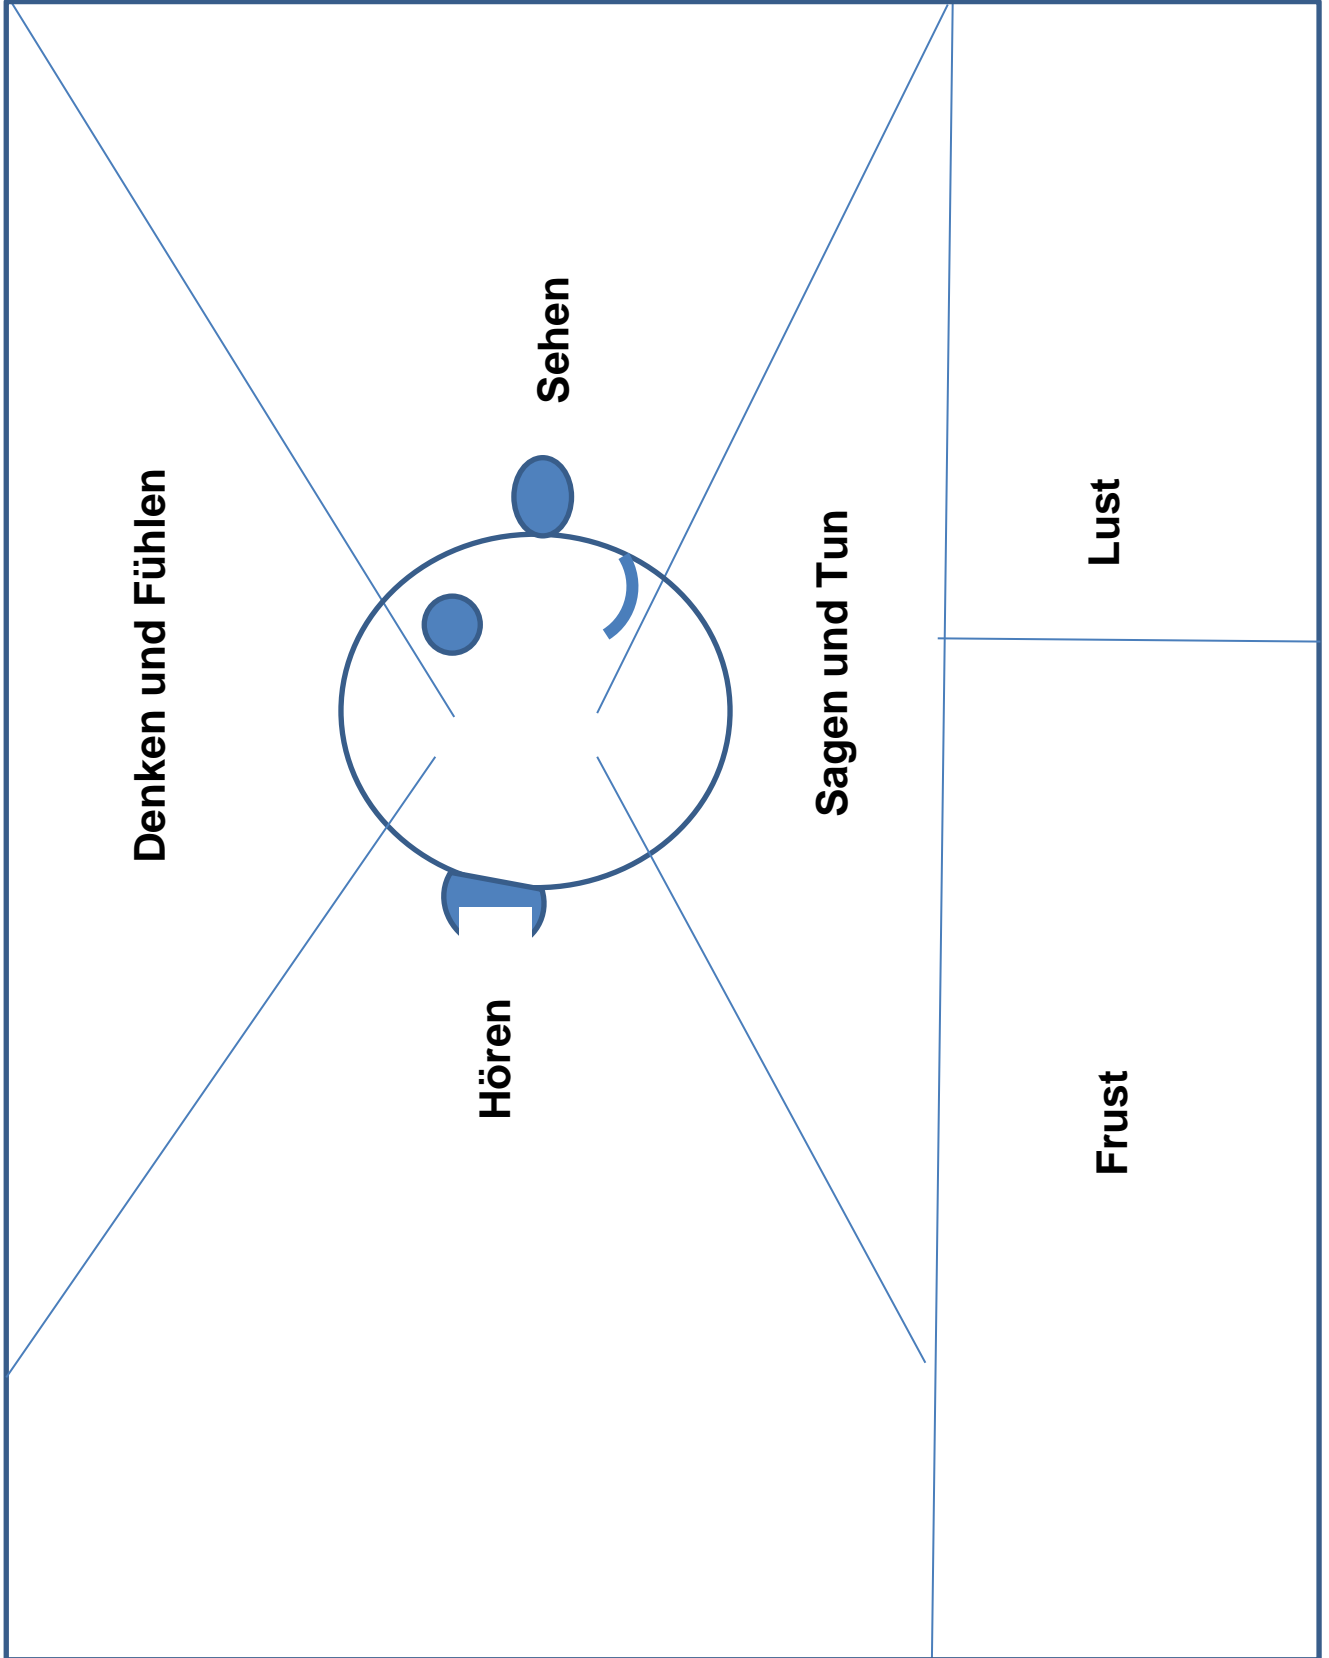 Denken und Fühlen
Hören
Sehen
Sagen und Tun
Frust
Lust